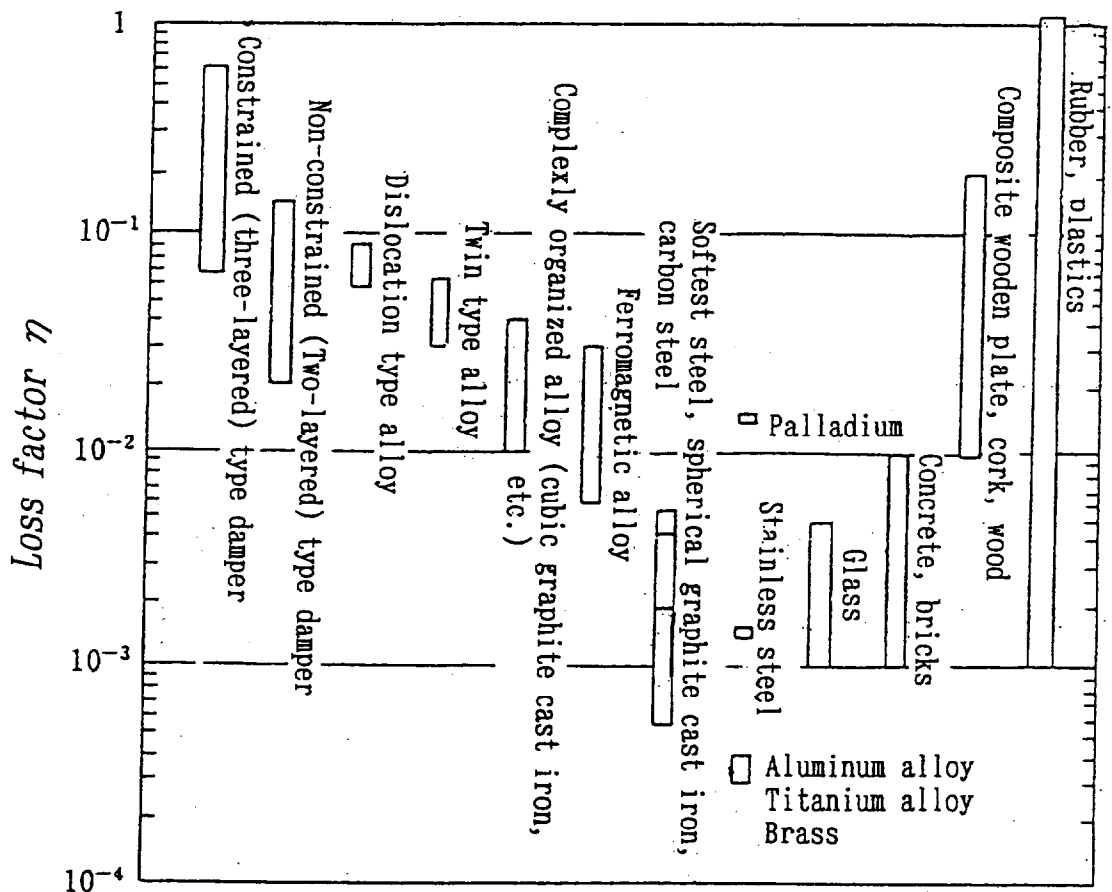 Loss factor η
1
10⁻¹
10⁻²
10⁻³
10⁻⁴
Constrained (three-layered) type damper
Non-constrained (Two-layered) type damper
Dislocation type alloy
Twin type alloy
Complexly organized alloy (cubic graphite cast iron,
etc.)
Ferromagnetic alloy
Softest steel, spherical graphite cast iron,
carbon steel
Palladium
Stainless steel
Aluminum alloy
Titanium alloy
Brass
Glass
Concrete, bricks
Composite wooden plate, cork, wood
Rubber, plastics